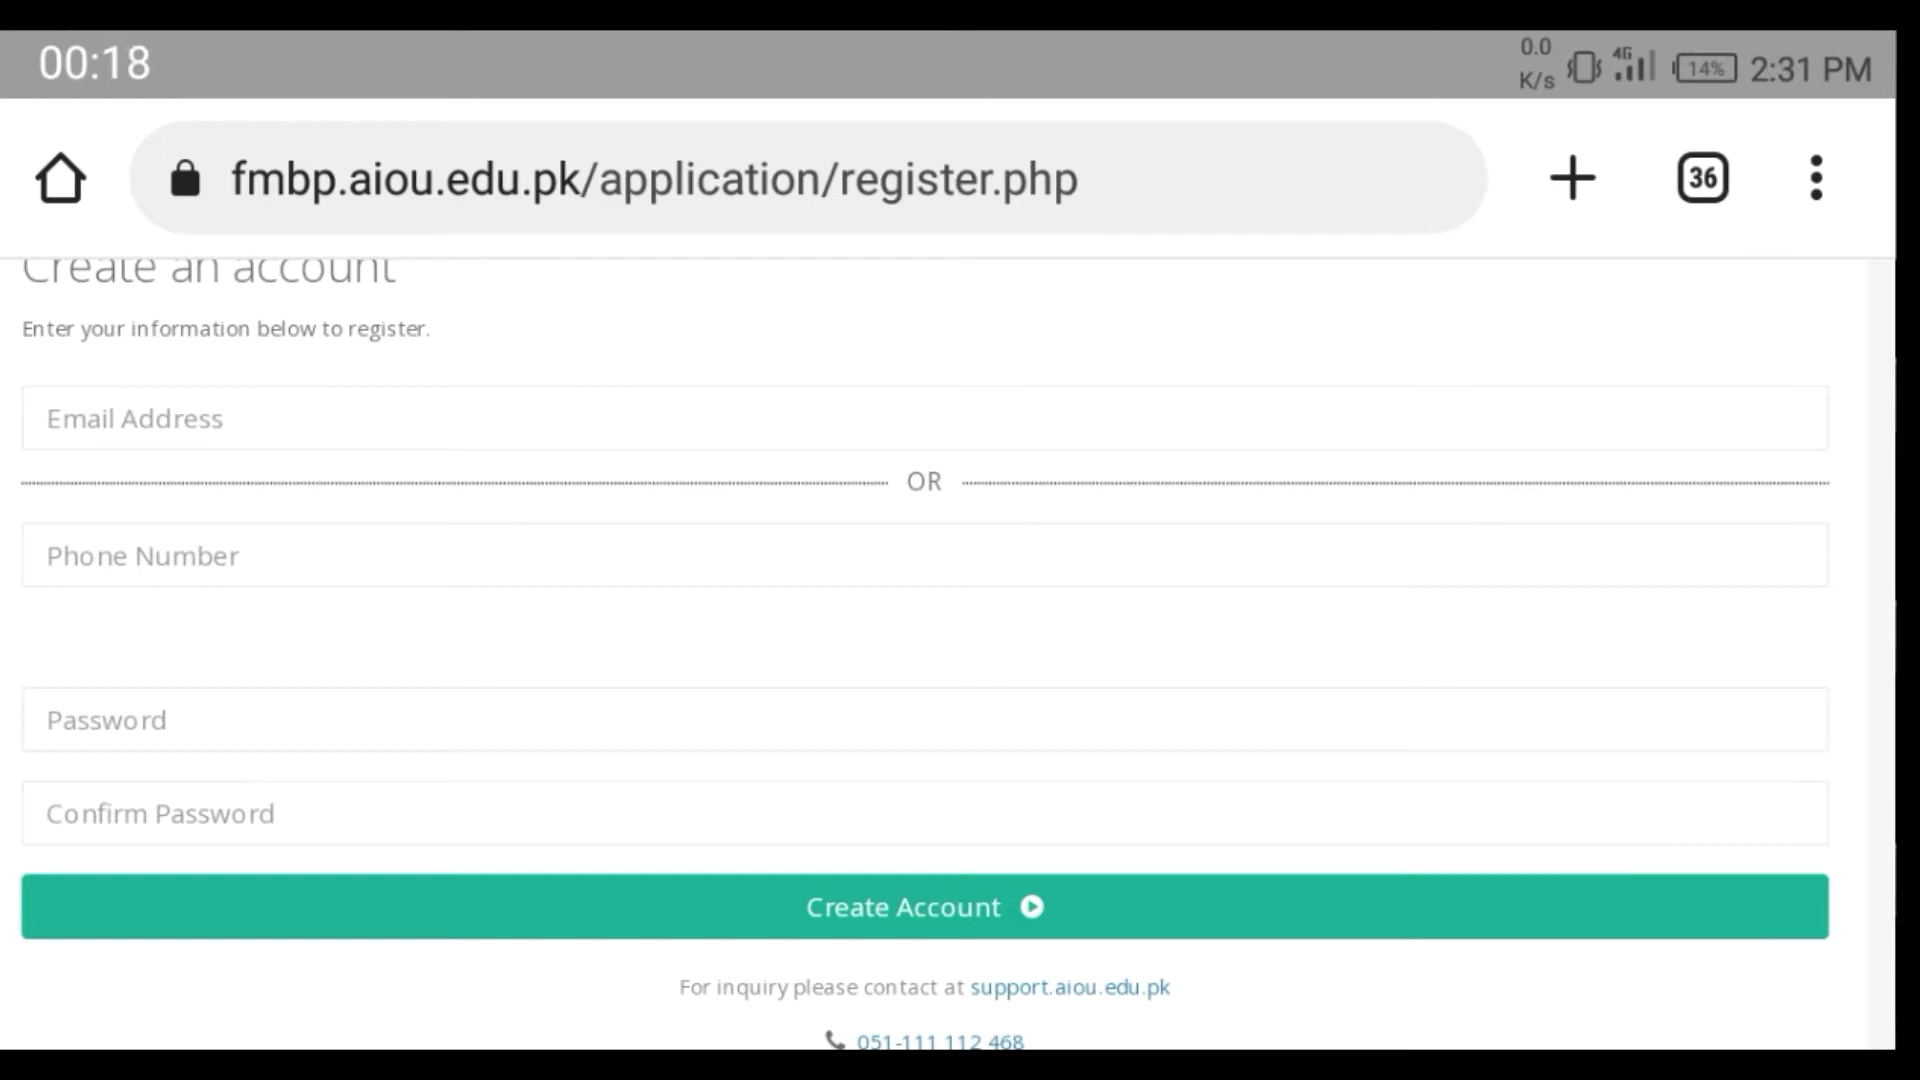 00:18
0.0
K/s
4G
14%
2:31 PM
fmbp.aiou.edu.pk/application/register.php
36
Create an account
Enter your information below to register.
Email Address
OR
Phone Number
Password
Confirm Password
Create Account
For inquiry please contact at support.aiou.edu.pk
051-111 112 468